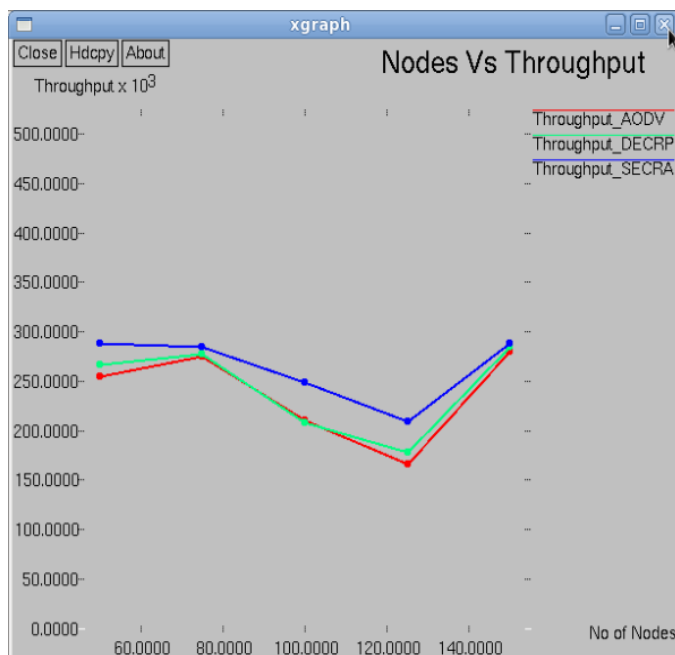 xgraph
Close Hdcpy About
Nodes Vs Throughput
Throughput x 10³
Throughput_AODV
Throughput_DECRP
Throughput_SECRA
500.0000
450.0000
400.0000
350.0000
300.0000
250.0000
200.0000
150.0000
100.0000
50.0000
0.0000
No of Nodes
60.0000 80.0000 100.0000 120.0000 140.0000